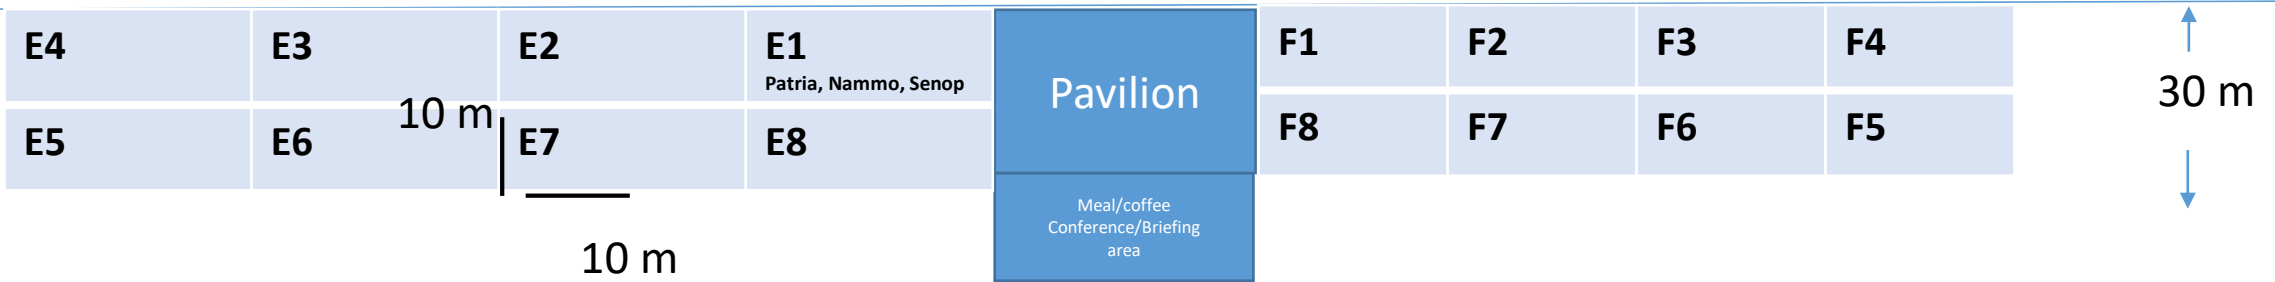 E4
E3
E2
E1
Patria, Nammo, Senop
Pavilion
F1
F2
F3
F4
30 m
10 m
E5
E6
E7
E8
F8
F7
F6
F5
Meal/coffee
Conference/Briefing
area
10 m